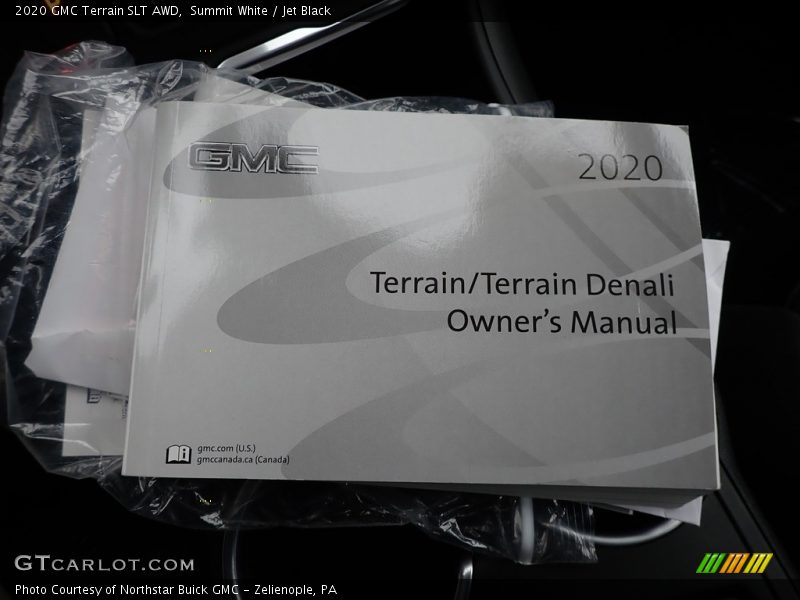 2020 GMC Terrain SLT AWD,  Summit White / Jet Black
GMC
2020
Terrain/Terrain Denali
Owner's Manual
gmc.com (U.S.)
gmccanada.ca (Canada)
GTCARLOT.COM
Photo Courtesy of Northstar Buick GMC - Zelienople, PA